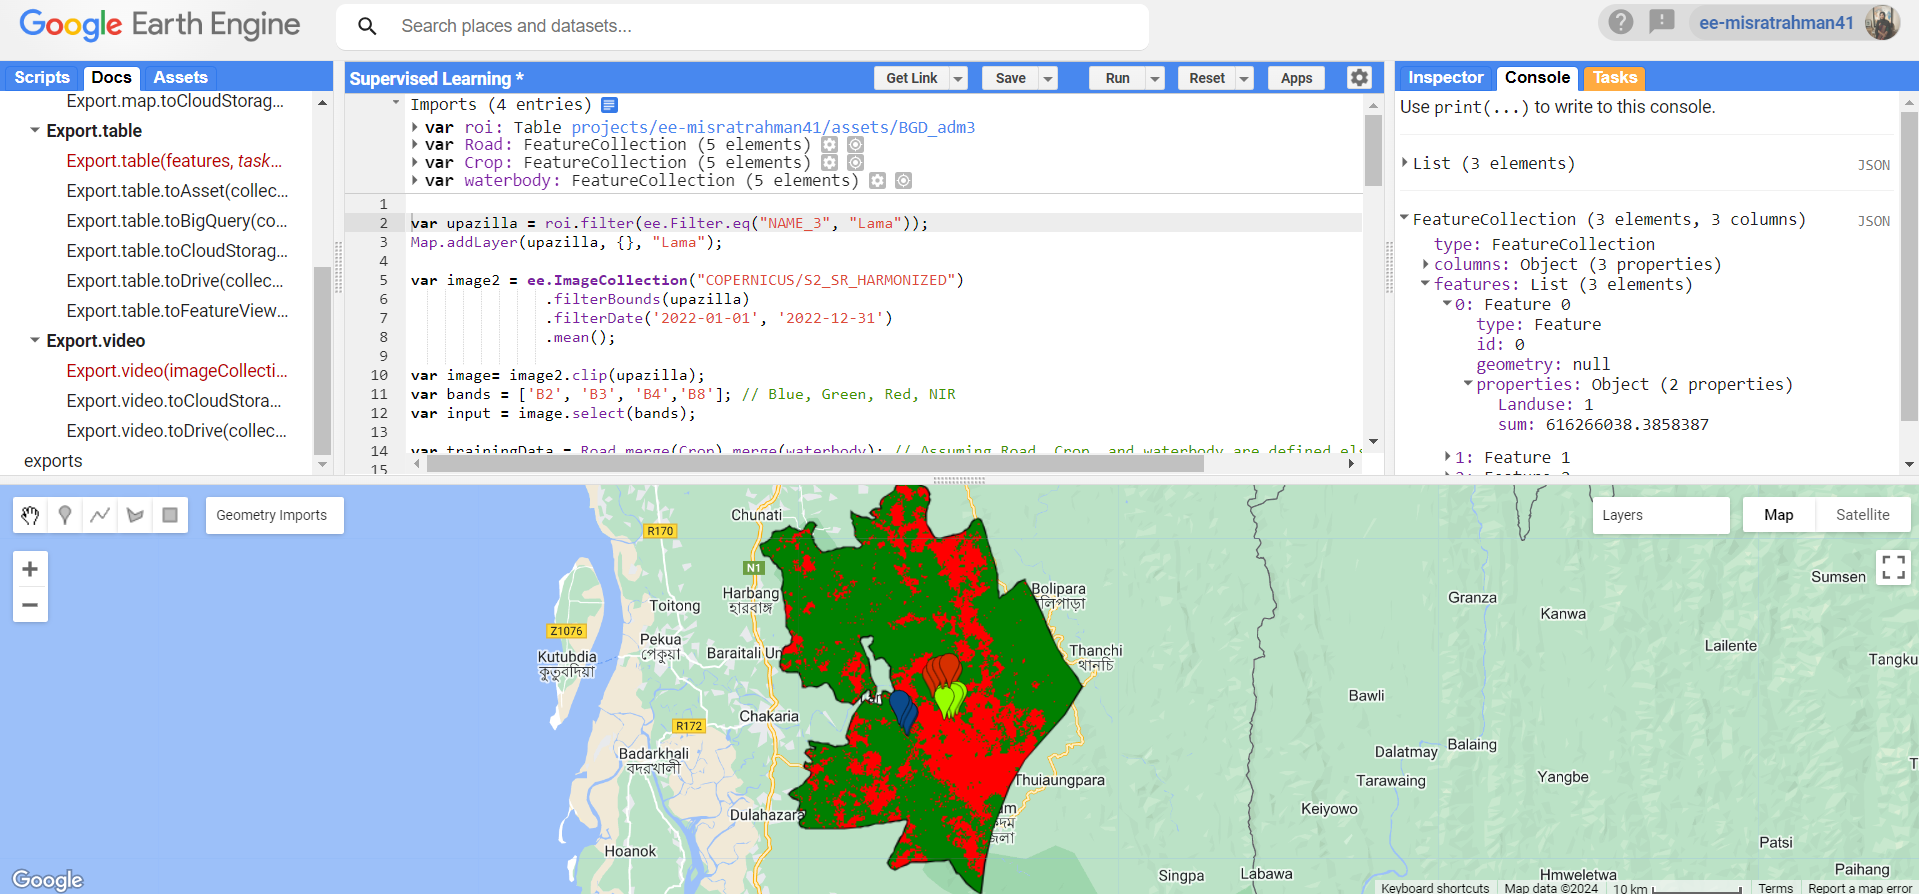 Google Earth Engine
Search places and datasets...
ee-misratrahman41
Scripts Docs Assets
Export.map.toCloudStorag...
Export.table
Export.table(features, task...
Export.table.toAsset(collec...
Export.table.toBigQuery(co...
Export.table.toCloudStorag...
Export.table.toDrive(collec...
Export.table.toFeatureView...
Export.video
Export.video(imageCollecti...
Export.video.toCloudStora...
Export.video.toDrive(collec...
exports
Supervised Learning *
Get Link Save Run Reset Apps
Imports (4 entries)
var roi: Table projects/ee-misratrahman41/assets/BGD_adm3
var Road: FeatureCollection (5 elements)
var Crop: FeatureCollection (5 elements)
var waterbody: FeatureCollection (5 elements)
1
2 var upazilla = roi.filter(ee.Filter.eq("NAME_3", "Lama"));
3 Map.addLayer(upazilla, {}, "Lama");
4
5 var image2 = ee.ImageCollection("COPERNICUS/S2_SR_HARMONIZED")
6 .filterBounds(upazilla)
7 .filterDate('2022-01-01', '2022-12-31')
8 .mean();
9
10 var image= image2.clip(upazilla);
11 var bands = ['B2', 'B3', 'B4','B8']; // Blue, Green, Red, NIR
12 var input = image.select(bands);
13
14 var trainingData = Road.merge(Crop).merge(waterbody); // Assuming Road, Crop, and waterbody are defined els
15
Inspector Console Tasks
Use print(...) to write to this console.
List (3 elements) JSON
FeatureCollection (3 elements, 3 columns) JSON
type: FeatureCollection
columns: Object (3 properties)
features: List (3 elements)
0: Feature 0
type: Feature
id: 0
geometry: null
properties: Object (2 properties)
Landuse: 1
sum: 616266038.3858387
1: Feature 1
Geometry Imports
Layers
Map Satellite
+
−
Chunati
R170
N1
Harbang
হারবাঙ্গ
Toitong
Bolipara
Z1076
Pekua
পেকুয়া
Baraitali Un
Kutubdia
কুতুবদিয়া
Thanchi
থানচি
Chakaria
R172
Badarkhali
বদরখালী
Thuiaungpara
Dulahazara
Hoanok
Sumsen
Granza
Kanwa
Lailente
Tangku
Bawli
Dalatmay
Balaing
Tarawaing
Yangbe
Keiyowo
Patsi
Paihang
Singpa
Labawa
Hmweletwa
Google
Keyboard shortcuts Map data ©2024 10 km Terms Report a map error